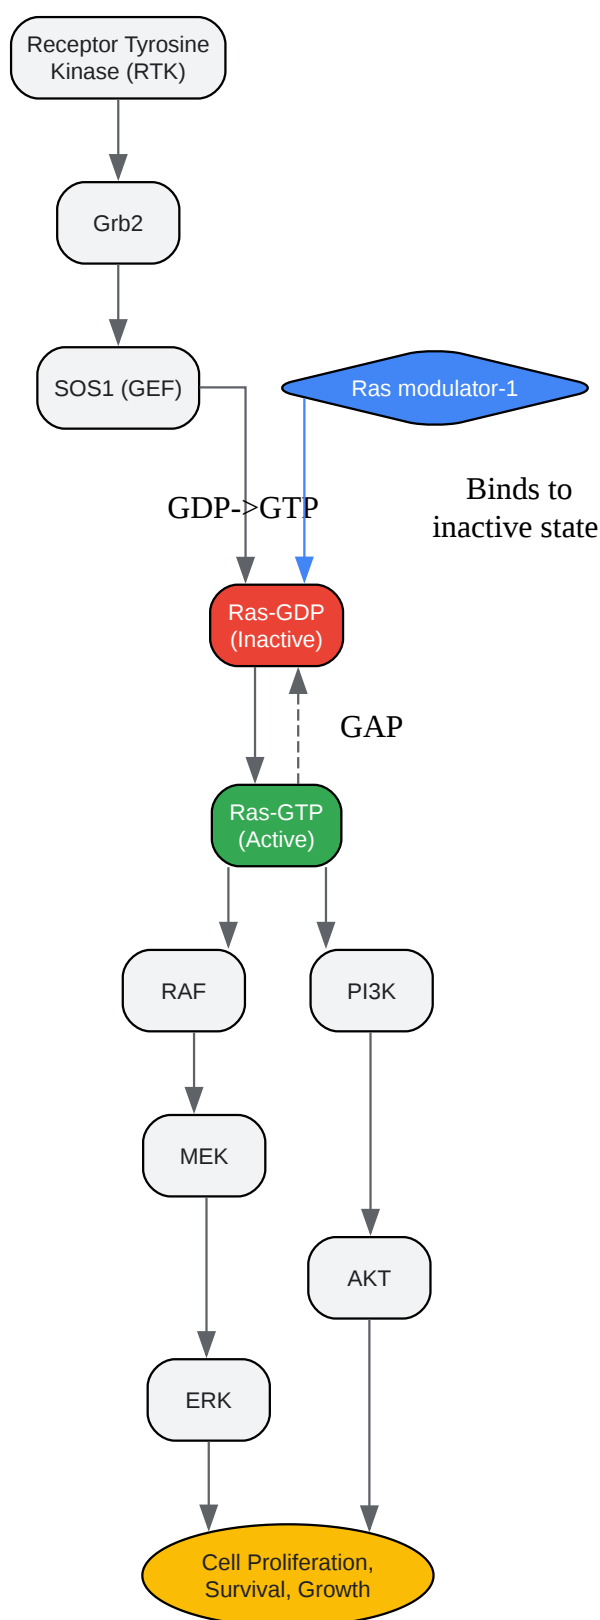 Receptor Tyrosine
Kinase (RTK)
Grb2
SOS1 (GEF)
Ras modulator-1
GDP->GTP
Binds to
inactive state
Ras-GDP
(Inactive)
GAP
Ras-GTP
(Active)
RAF
PI3K
MEK
AKT
ERK
Cell Proliferation,
Survival, Growth